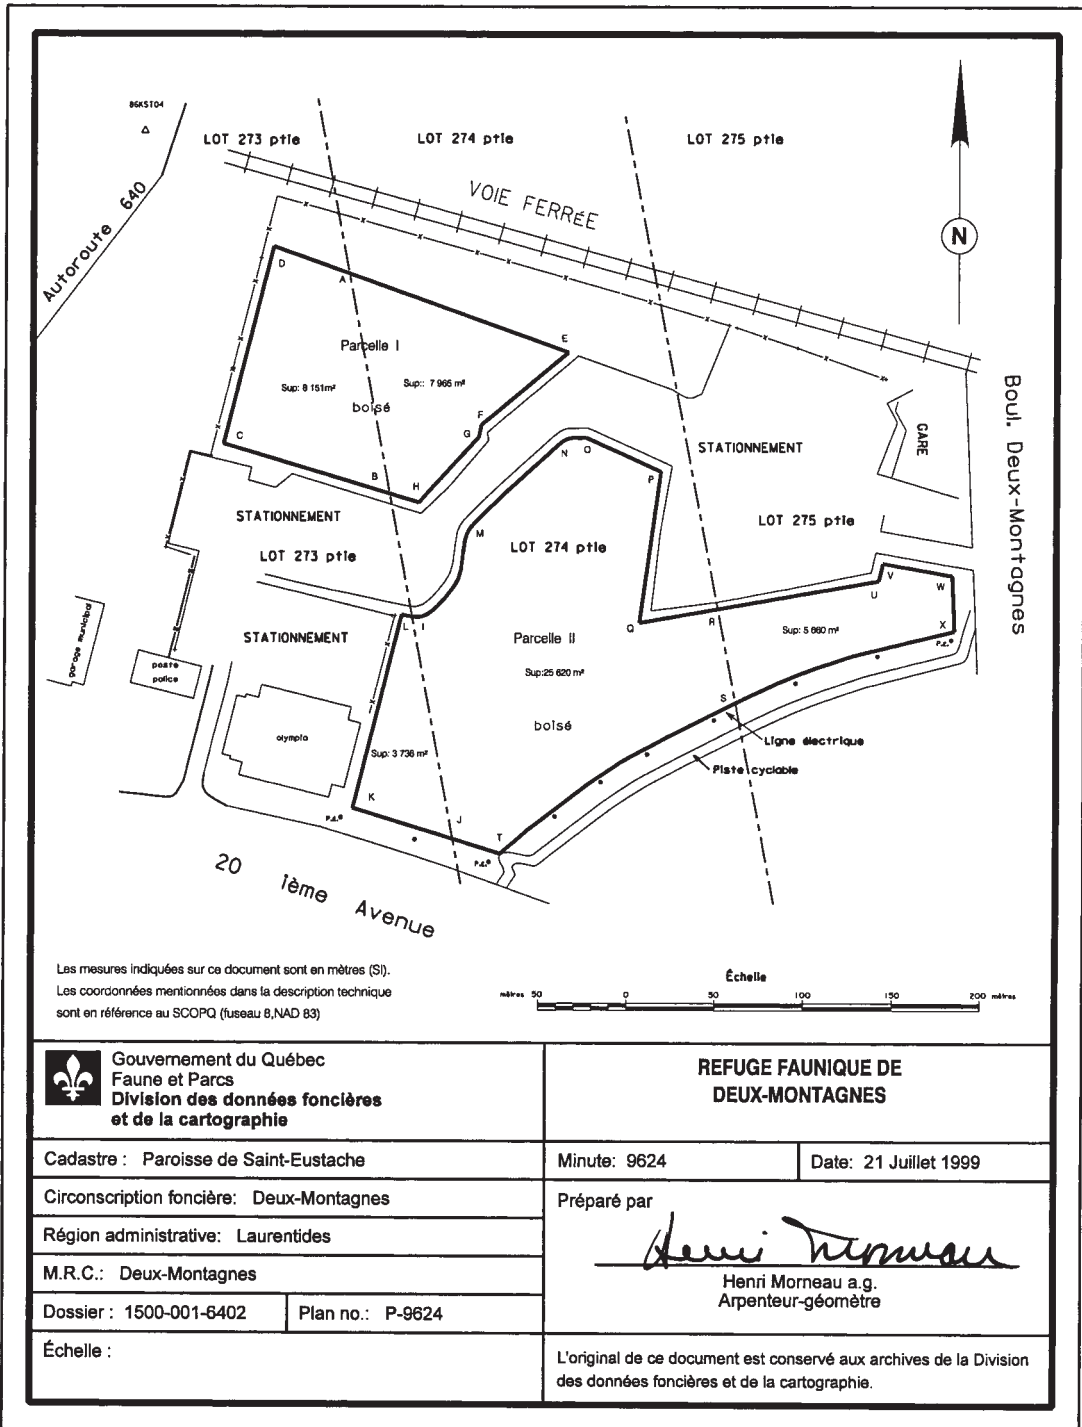 86KST04
LOT 273 ptie
LOT 274 ptie
LOT 275 ptie
Autoroute 640
VOIE FERRÉE
N
D
A
E
Parcelle I
Sup: 8 151m²
Sup:: 7 965 m²
boisé
F
G
C
B
H
Boul. Deux-Montagnes
GARE
STATIONNEMENT
N
O
P
STATIONNEMENT
M
LOT 275 ptie
LOT 274 ptie
LOT 273 ptie
V
W
U
L
I
Q
R
X
STATIONNEMENT
Parcelle II
Sup: 5 660 m²
P.É.
garage municipal
poste
police
Sup:25 620 m²
S
boisé
olympia
Ligne électrique
Sup: 3 736 m²
Piste cyclable
K
P.É.
J
T
P.É.
20 ième Avenue
Les mesures indiquées sur ce document sont en mètres (SI).
Les coordonnées mentionnées dans la description technique
sont en référence au SCOPQ (fuseau 8,NAD 83)
Échelle
mètres 50 0 50 100 150 200 mètres
Gouvernement du Québec
Faune et Parcs
Division des données foncières
et de la cartographie
REFUGE FAUNIQUE DE
DEUX-MONTAGNES
Cadastre : Paroisse de Saint-Eustache
Minute: 9624
Date: 21 Juillet 1999
Circonscription foncière: Deux-Montagnes
Préparé par
Région administrative: Laurentides
Henri Morneau
M.R.C.: Deux-Montagnes
Henri Morneau a.g.
Arpenteur-géomètre
Dossier : 1500-001-6402
Plan no.: P-9624
Échelle :
L'original de ce document est conservé aux archives de la Division
des données foncières et de la cartographie.